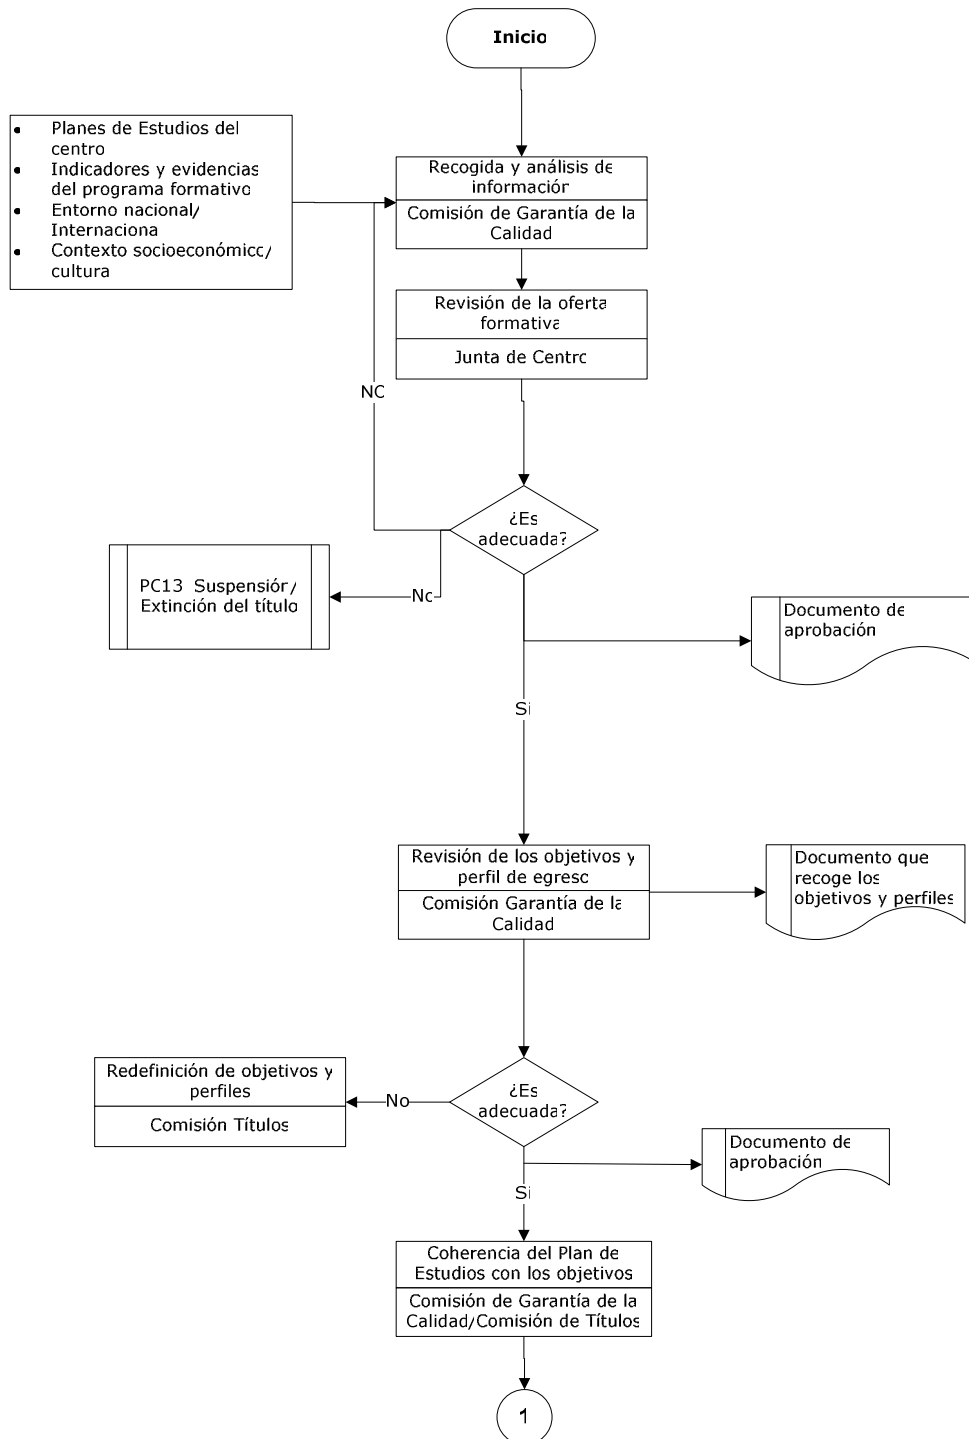 Inicio
Planes de Estudios del
centro
Indicadores y evidencias
del programa formativo
Entorno nacional/
Internaciona
Contexto socioeconómico/
cultura
Recogida y análisis de
información
Comisión de Garantía de la
Calidad
Revisión de la oferta
formativa
Junta de Centro
NO
¿Es
adecuada?
PC13 Suspensión/
Extinción del título
No
Documento de
aprobación
Si
Revisión de los objetivos y
perfil de egreso
Comisión Garantía de la
Calidad
Documento que
recoge los
objetivos y perfiles
Redefinición de objetivos y
perfiles
Comisión Títulos
No
¿Es
adecuada?
Documento de
aprobación
Si
Coherencia del Plan de
Estudios con los objetivos
Comisión de Garantía de la
Calidad/Comisión de Títulos
1